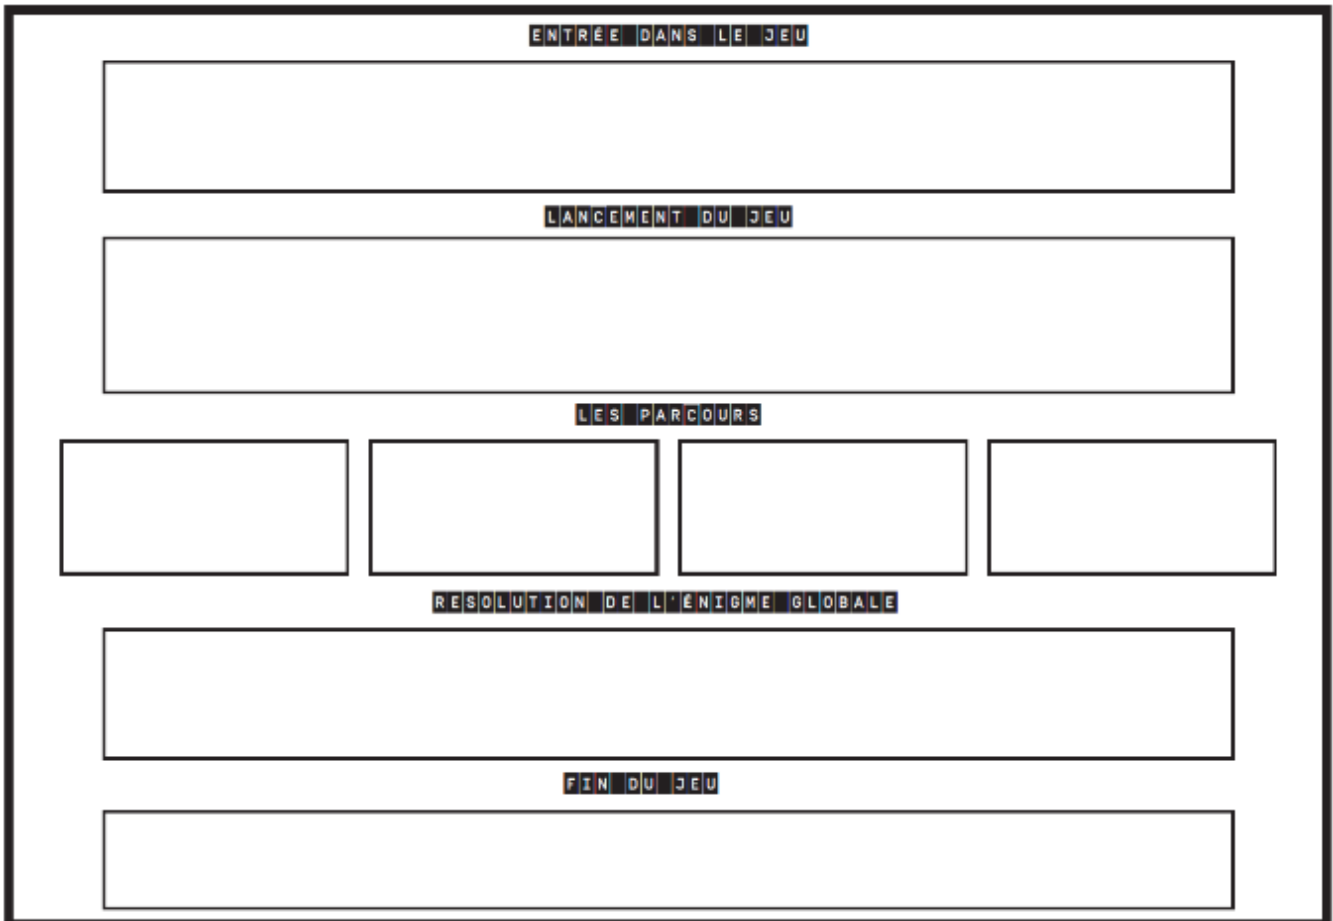 ENTRÉE DANS LE JEU
LANCEMENT DU JEU
LES PARCOURS
RESOLUTION DE L'ÉNIGME GLOBALE
FIN DU JEU